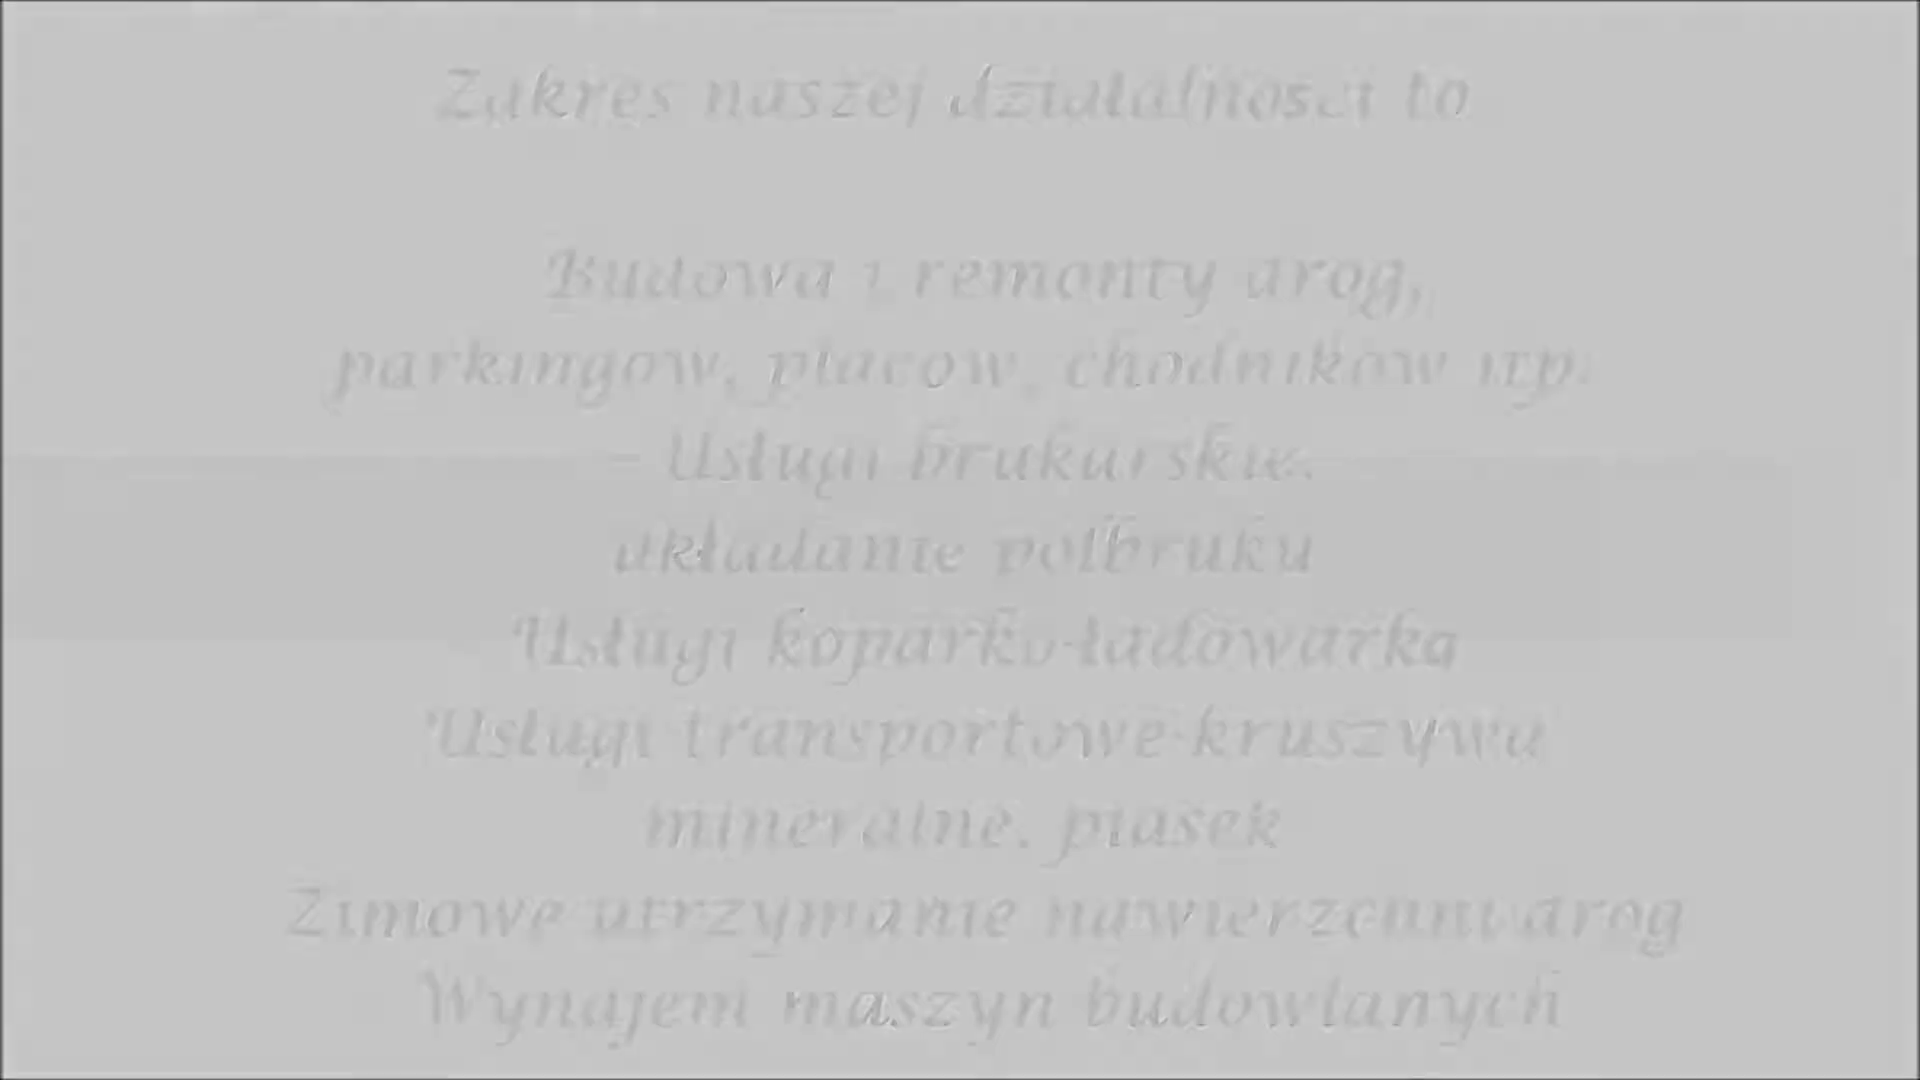 Zakres naszej działalności to
Budowa i remonty dróg,
parkingów, placów, chodników itp.
- Usługi brukarskie.
układanie polbruku
Usługi koparko-ładowarką
Usługi transportowe-kruszywa
mineralne, piasek
Zimowe utrzymanie nawierzchni dróg
Wynajem maszyn budowlanych